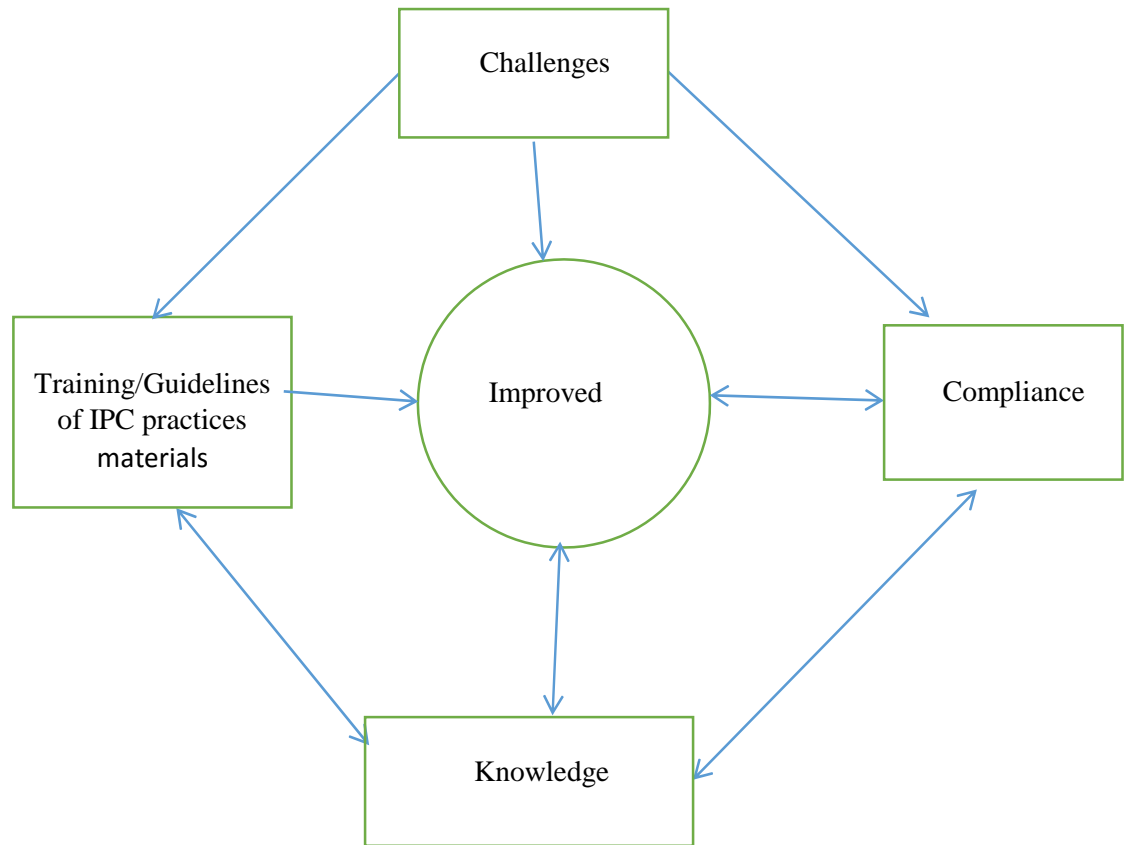 Challenges
Training/Guidelines
of IPC practices
materials
Improved
Compliance
Knowledge